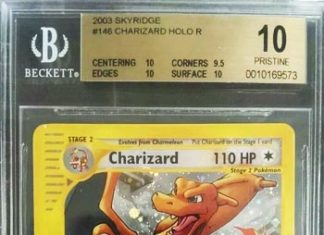 2003 SKYRIDGE
#146 CHARIZARD HOLO R
CENTERING 10 CORNERS 9.5
EDGES 10 SURFACE 10
10
PRISTINE
0010169573
B
BECKETT
STAGE 2
Evolves from Charmeleon Put Charizard on the Stage 1 card
Charizard 110 HP
Stage 2 Pokémon